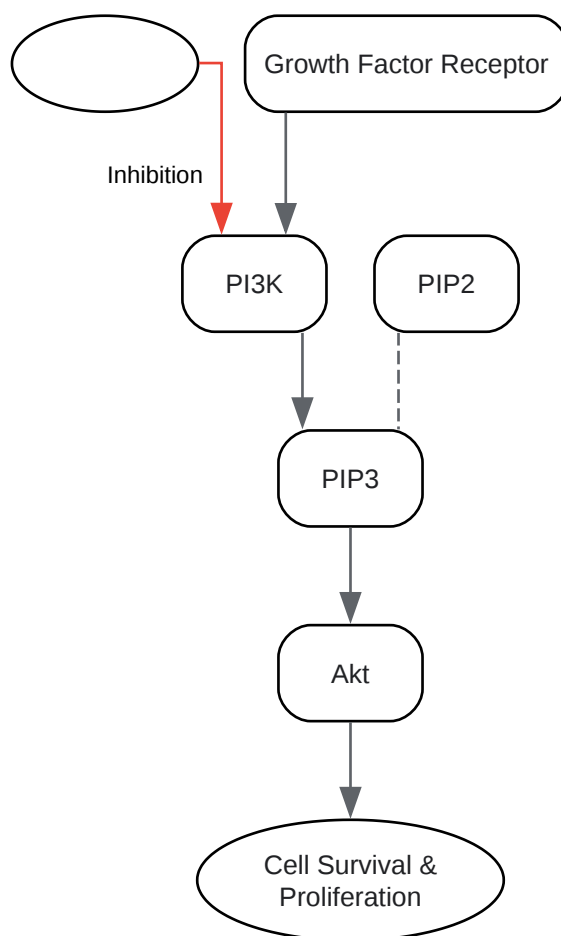 Growth Factor Receptor
Inhibition
PI3K
PIP2
PIP3
Akt
Cell Survival &
Proliferation